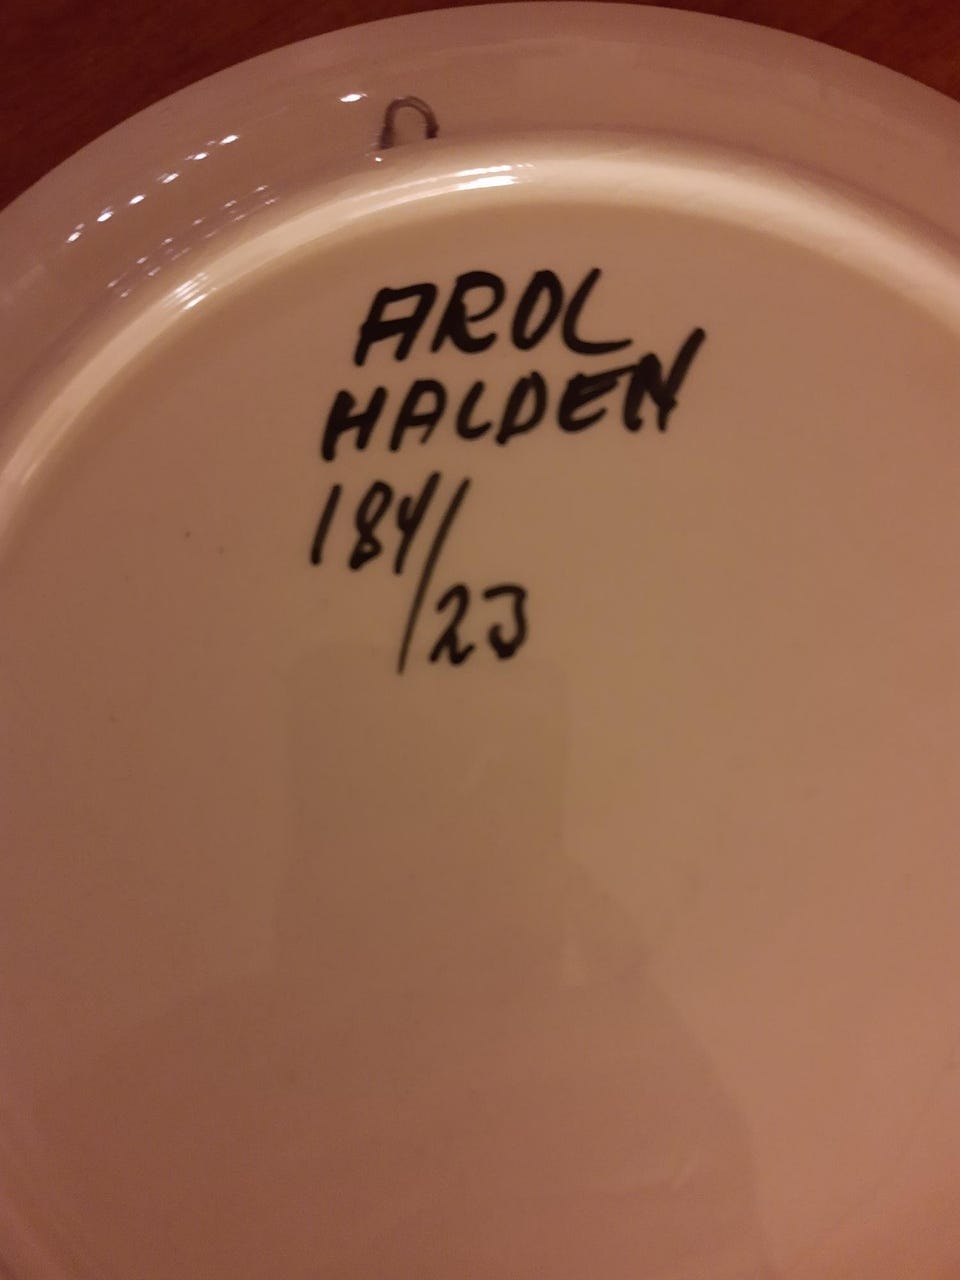 AROL
HALDEN
184/
/23